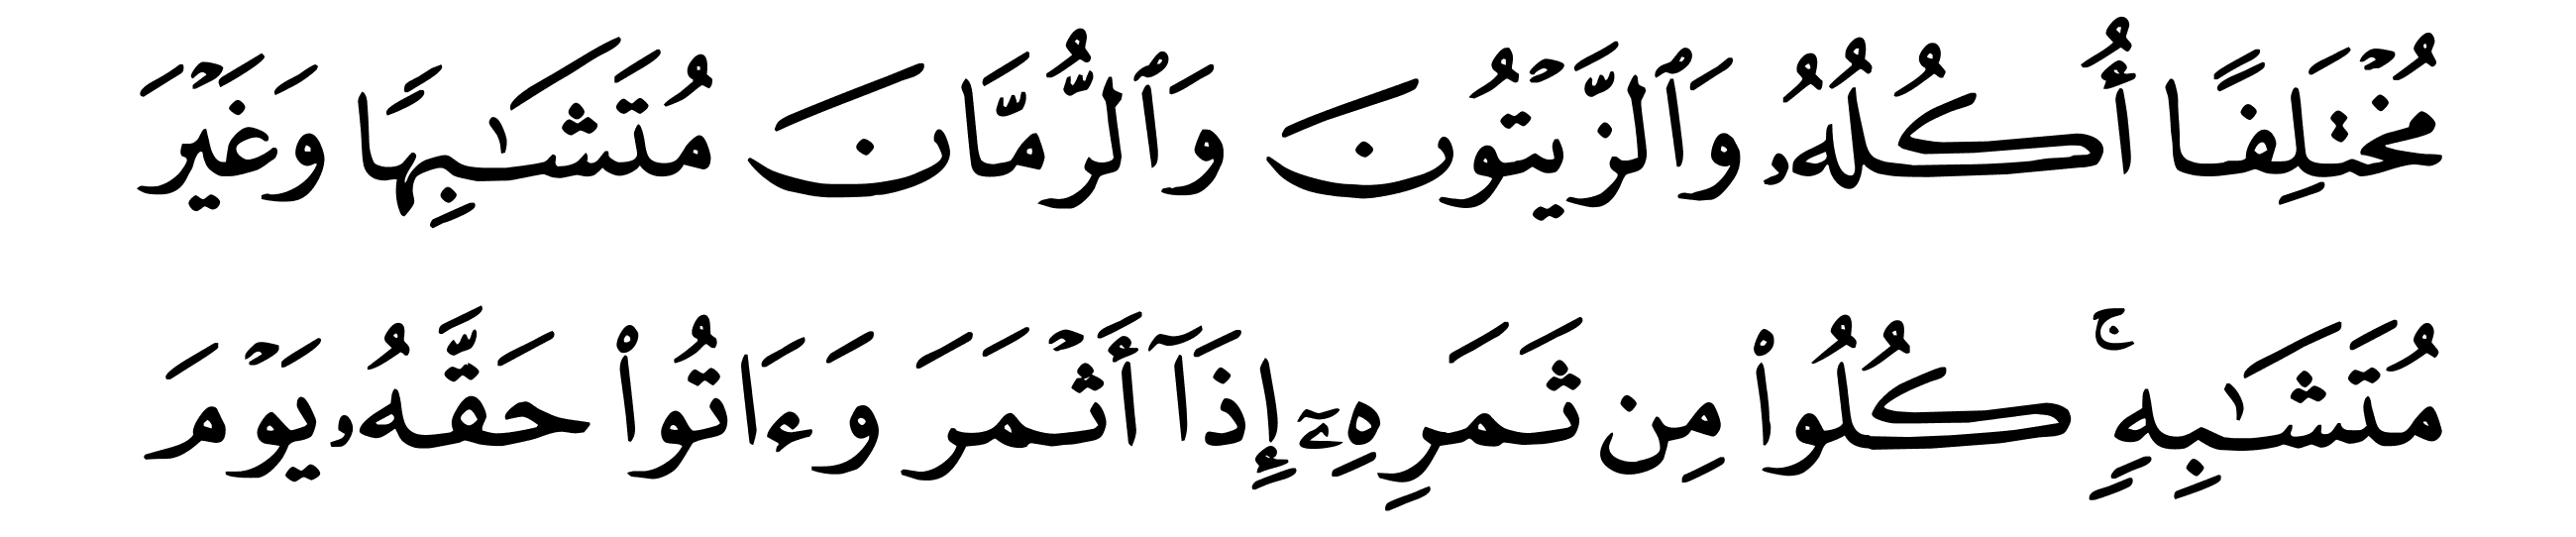 مُخۡتَلِفًا أُكُلُهُۥ وَٱلزَّيۡتُونَ وَٱلرُّمَّانَ مُتَشَٰبِهٗا وَغَيۡرَ
مُتَشَٰبِهٖۚ كُلُواْ مِن ثَمَرِهِۦٓ إِذَآ أَثۡمَرَ وَءَاتُواْ حَقَّهُۥ يَوۡمَ